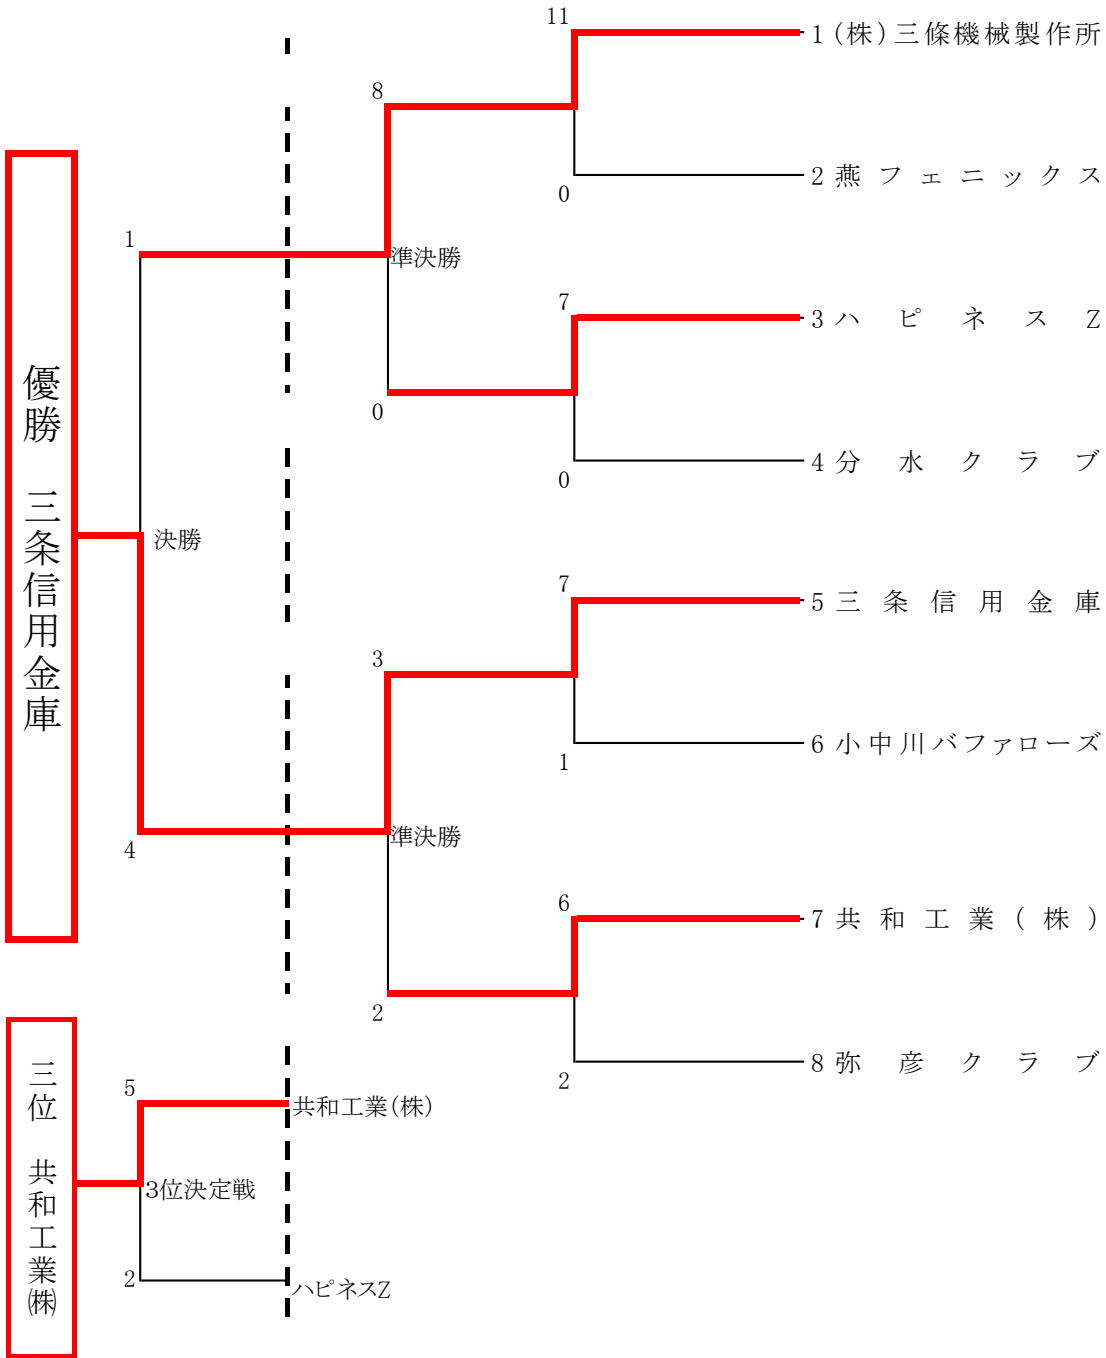 11
1 (株)三條機械製作所
8
2 燕フェニックス
0
1
準決勝
7
3 ハピネスZ
0
4 分水クラブ
0
優勝 三条信用金庫
決勝
7
5 三条信用金庫
3
6 小中川バファローズ
1
準決勝
4
6
7 共和工業(株)
2
8 弥彦クラブ
2
三位 共和工業㈱
5
共和工業(株)
3位決定戦
2
ハピネスZ